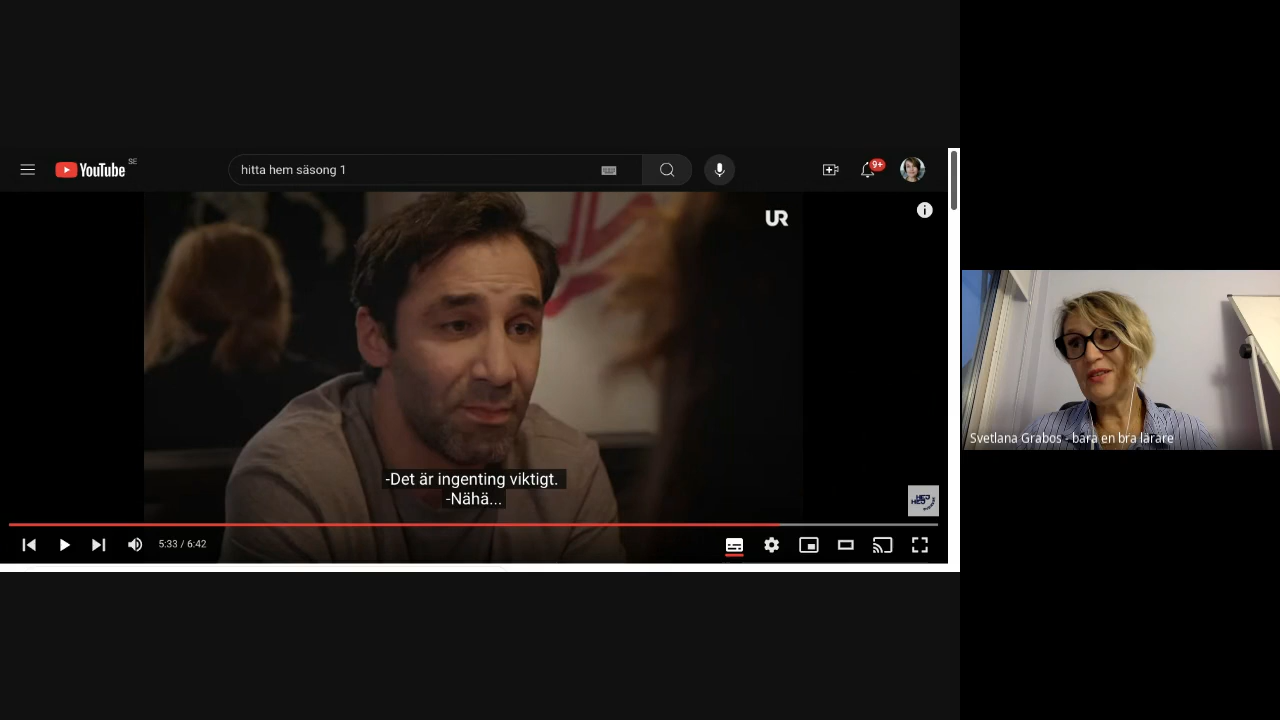 YouTube SE
hitta hem säsong 1
9+
UR
-Det är ingenting viktigt.
-Nähä...
5:33 / 6:42
Svetlana Grabos - bara en bra lärare